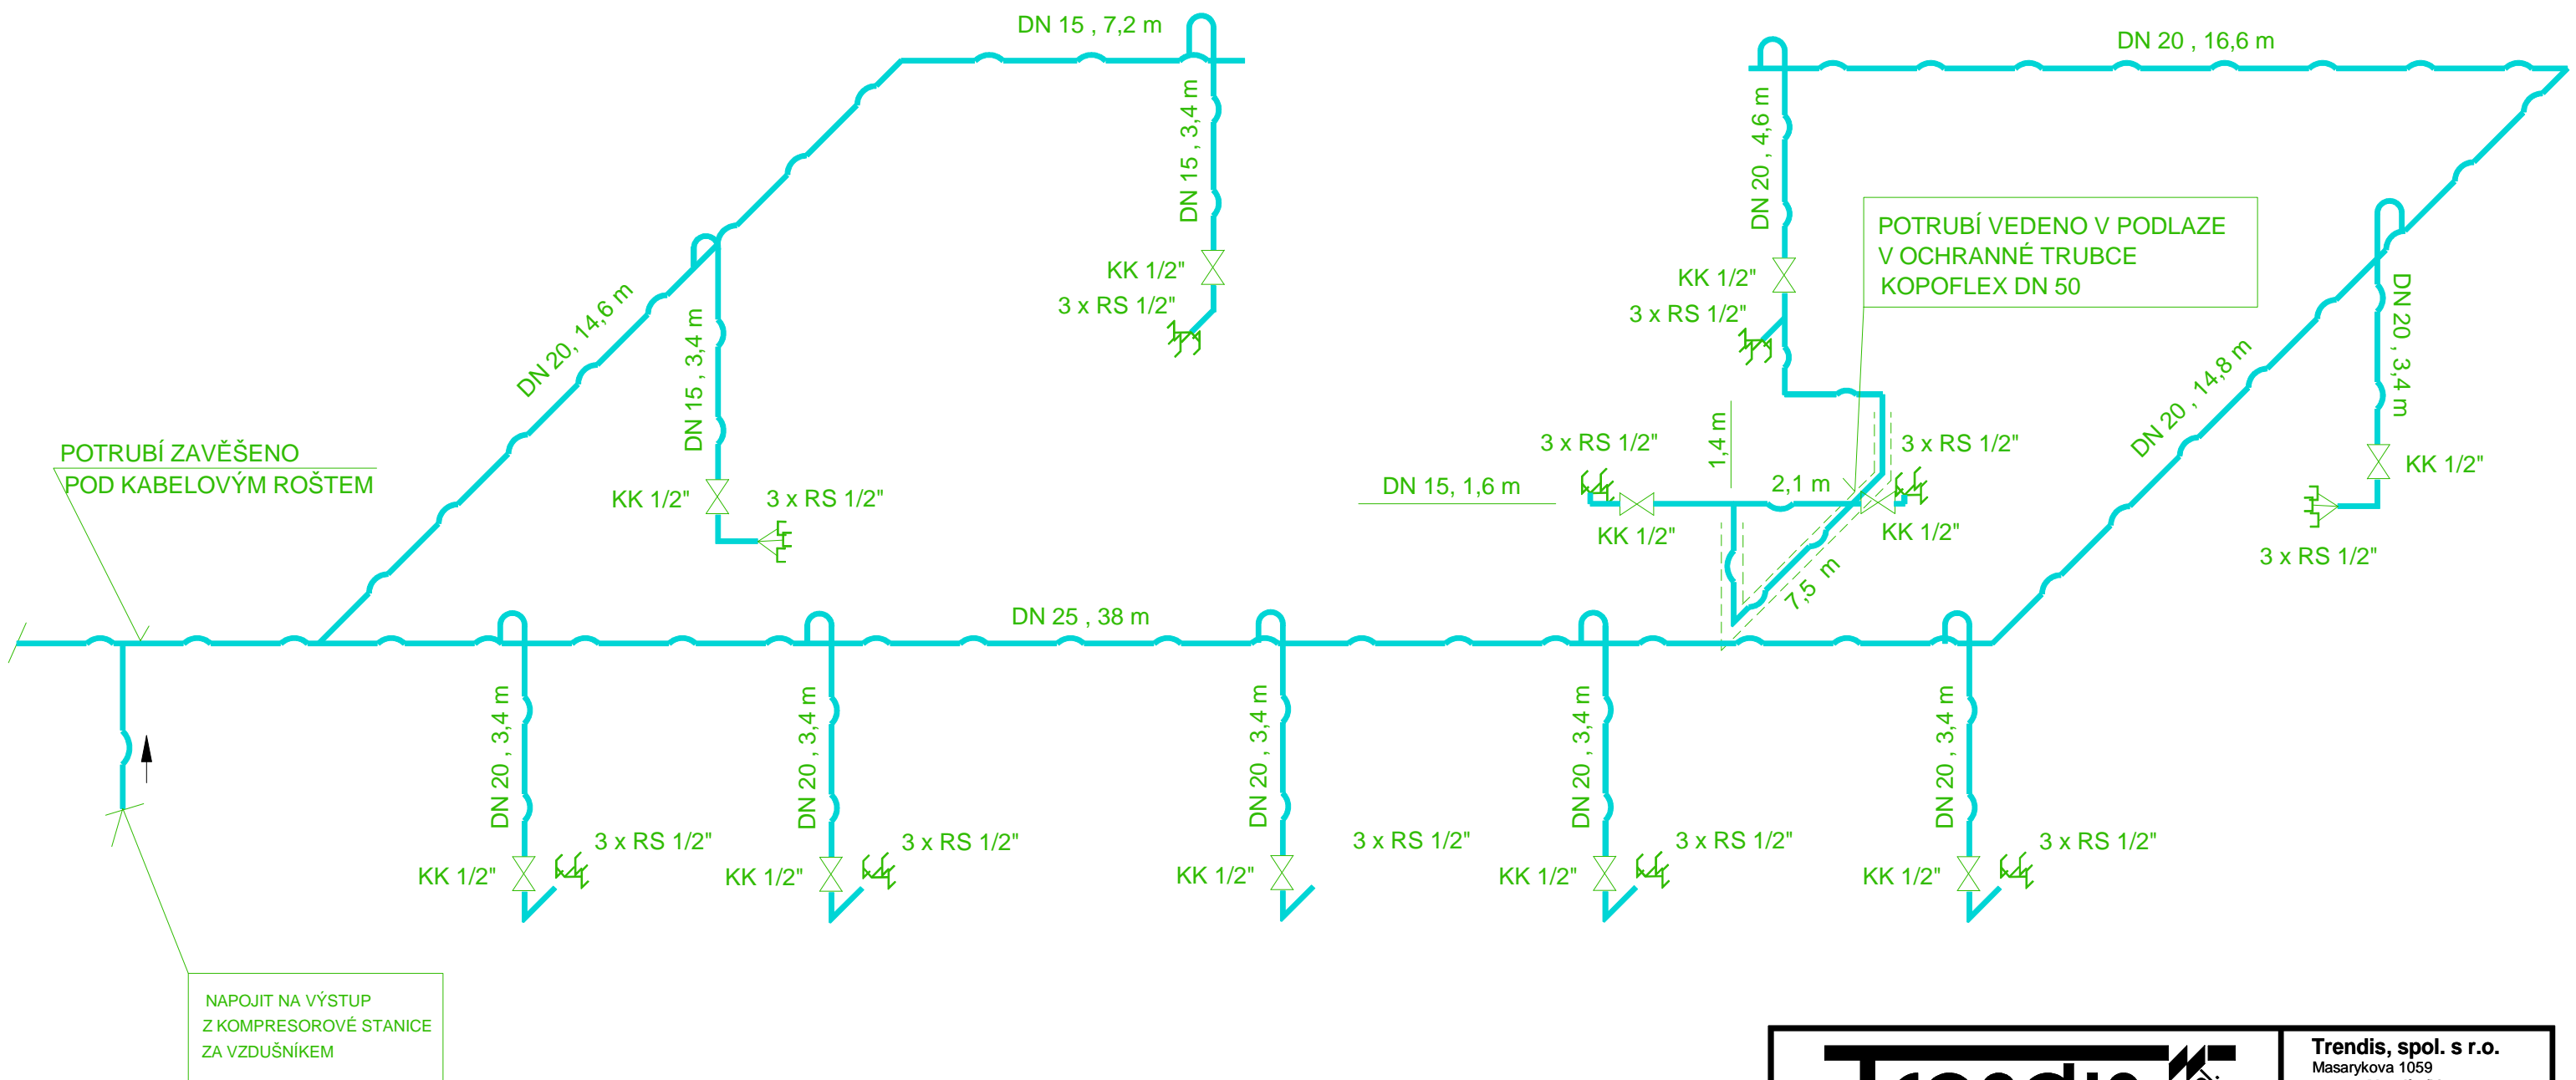 DN 15 , 7,2 m
DN 20 , 16,6 m
DN 15 , 3,4 m
DN 20 , 4,6 m
POTRUBÍ VEDENO V PODLAZE
V OCHRANNÉ TRUBCE
KOPOFLEX DN 50
KK 1/2"
3 x RS 1/2"
KK 1/2"
3 x RS 1/2"
DN 20, 14,6 m
DN 15 , 3,4 m
DN 20 , 14,8 m
DN 20 , 3,4 m
POTRUBÍ ZAVĚŠENO
POD KABELOVÝM ROŠTEM
KK 1/2"
3 x RS 1/2"
DN 15, 1,6 m
3 x RS 1/2"
1,4 m
2,1 m
3 x RS 1/2"
KK 1/2"
KK 1/2"
KK 1/2"
3 x RS 1/2"
7,5 m
DN 25 , 38 m
DN 20 , 3,4 m
DN 20 , 3,4 m
DN 20 , 3,4 m
DN 20 , 3,4 m
DN 20 , 3,4 m
3 x RS 1/2"
3 x RS 1/2"
3 x RS 1/2"
3 x RS 1/2"
3 x RS 1/2"
KK 1/2"
KK 1/2"
KK 1/2"
KK 1/2"
KK 1/2"
NAPOJIT NA VÝSTUP
Z KOMPRESOROVÉ STANICE
ZA VZDUŠNÍKEM
Trendis, spol. s r.o.
Masarykova 1059